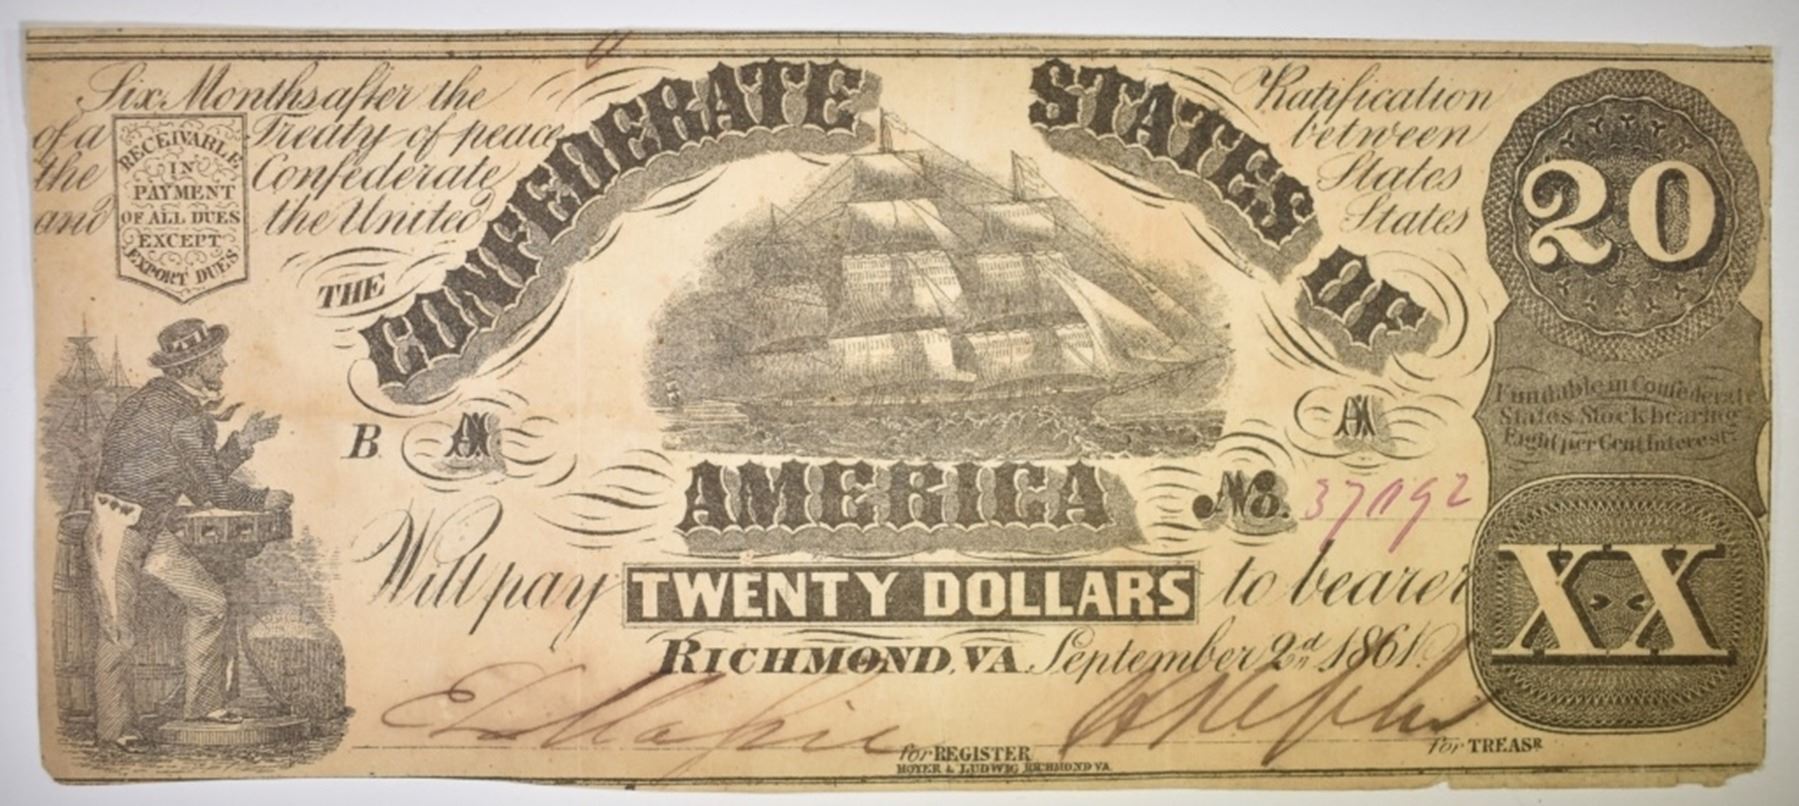 Six Months after the Ratification
of a Treaty of peace between
the Confederate States
and the United States
RECEIVABLE
IN
PAYMENT
OF ALL DUES
EXCEPT
EXPORT DUES
THE
CONFEDERATE STATES OF
AMERICA
20
Fundable in Confederate
States Stock bearing
Eight per Cent Interest
B. A. A
No.
Will pay TWENTY DOLLARS to bearer
XX
RICHMOND, VA September 2nd 1861
for REGISTER
for TREASR
HOYER & LUDWIG RICHMOND VA